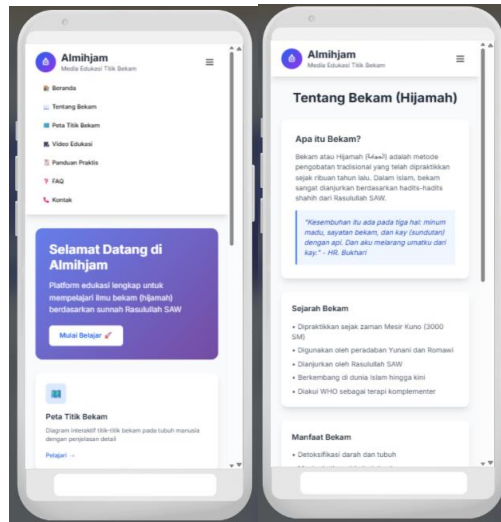 Almihjam
Media Edukasi Titik Bekam
Beranda
Tentang Bekam
Peta Titik Bekam
Video Edukasi
Panduan Praktis
FAQ
Kontak
Selamat Datang di
Almihjam
Platform edukasi lengkap untuk
mempelajari ilmu bekam (hijamah)
berdasarkan sunnah Rasulullah SAW
Mulai Belajar
Peta Titik Bekam
Diagram interaktif titik-titik bekam pada tubuh manusia
dengan penjelasan detail
Pelajari →
Almihjam
Media Edukasi Titik Bekam
Tentang Bekam (Hijamah)
Apa itu Bekam?
Bekam atau Hijamah (الحجامة) adalah metode
pengobatan tradisional yang telah dipraktikkan
sejak ribuan tahun lalu. Dalam Islam, bekam
sangat dianjurkan berdasarkan hadits-hadits
shahih dari Rasulullah SAW.
"Kesembuhan itu ada pada tiga hal: minum
madu, sayatan bekam, dan kay (sundutan)
dengan api. Dan aku melarang umatku dari
kay." - HR. Bukhari
Sejarah Bekam
• Dipraktikkan sejak zaman Mesir Kuno (3000
SM)
• Digunakan oleh peradaban Yunani dan Romawi
• Dianjurkan oleh Rasulullah SAW
• Berkembang di dunia Islam hingga kini
• Diakui WHO sebagai terapi komplementer
Manfaat Bekam
• Detoksifikasi darah dan tubuh